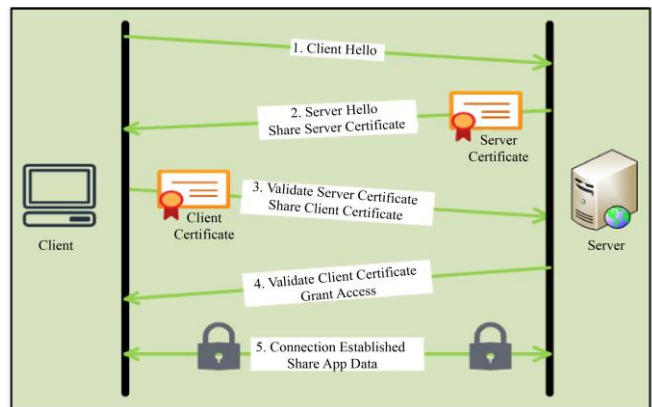 1. Client Hello
2. Server Hello
Share Server Certificate
Server
Certificate
3. Validate Server Certificate
Share Client Certificate
Client
Certificate
Client
Server
4. Validate Client Certificate
Grant Access
5. Connection Established
Share App Data